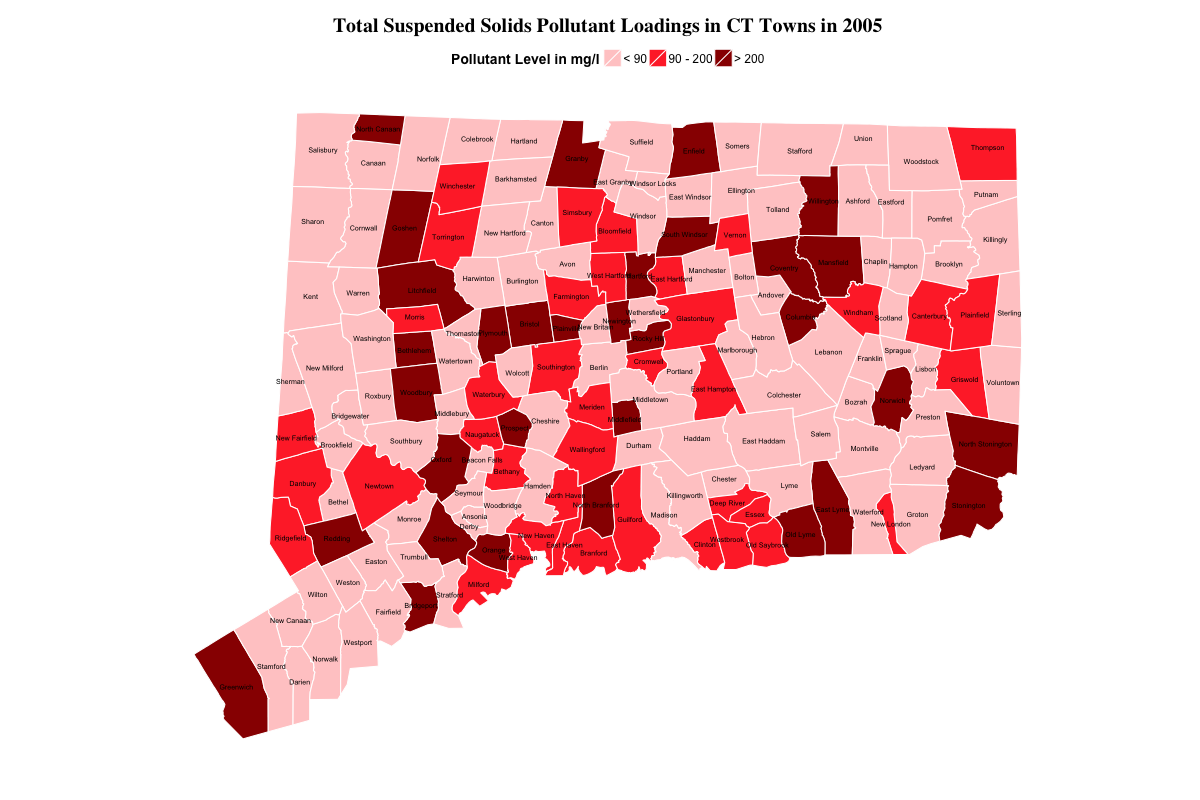 Total Suspended Solids Pollutant Loadings in CT Towns in 2005
Pollutant Level in mg/l < 90 90 - 200 > 200
North Canaan
Colebrook
Hartland
Suffield
Enfield
Somers
Stafford
Union
Woodstock
Thompson
Salisbury
Canaan
Norfolk
Granby
Winchester
Barkhamsted
East Granby
Windsor Locks
East Windsor
Ellington
Tolland
Willington
Ashford
Eastford
Pomfret
Putnam
Sharon
Cornwall
Goshen
Torrington
New Hartford
Canton
Simsbury
Bloomfield
Windsor
South Windsor
Vernon
Killingly
Kent
Warren
Litchfield
Harwinton
Burlington
Avon
West Hartford
East Hartford
Manchester
Bolton
Coventry
Mansfield
Chaplin
Hampton
Brooklyn
Farmington
Andover
Morris
Thomaston
Plymouth
Bristol
New Britain
Newington
Wethersfield
Rocky Hill
Glastonbury
Columbia
Windham
Scotland
Canterbury
Plainfield
Sterling
Washington
Bethlehem
Watertown
Hebron
Marlborough
Lebanon
Franklin
Sprague
Lisbon
Griswold
Voluntown
New Milford
Sherman
Wolcott
Southington
Berlin
Cromwell
Portland
East Hampton
Colchester
Bozrah
Norwich
Preston
Roxbury
Woodbury
Waterbury
Middlebury
Cheshire
Meriden
Middletown
Middlefield
Bridgewater
New Fairfield
Brookfield
Southbury
Naugatuck
Prospect
Wallingford
Durham
Haddam
East Haddam
Salem
Montville
Ledyard
North Stonington
Danbury
Bethel
Newtown
Oxford
Beacon Falls
Bethany
Hamden
Seymour
Woodbridge
North Haven
North Branford
Guilford
Madison
Killingworth
Chester
Deep River
Essex
Lyme
East Lyme
Waterford
New London
Groton
Stonington
Ridgefield
Redding
Monroe
Ansonia
Derby
Shelton
Orange
New Haven
West Haven
East Haven
Branford
Clinton
Westbrook
Old Saybrook
Old Lyme
Easton
Trumbull
Weston
Wilton
Milford
Stratford
Bridgeport
Fairfield
New Canaan
Westport
Norwalk
Stamford
Darien
Greenwich